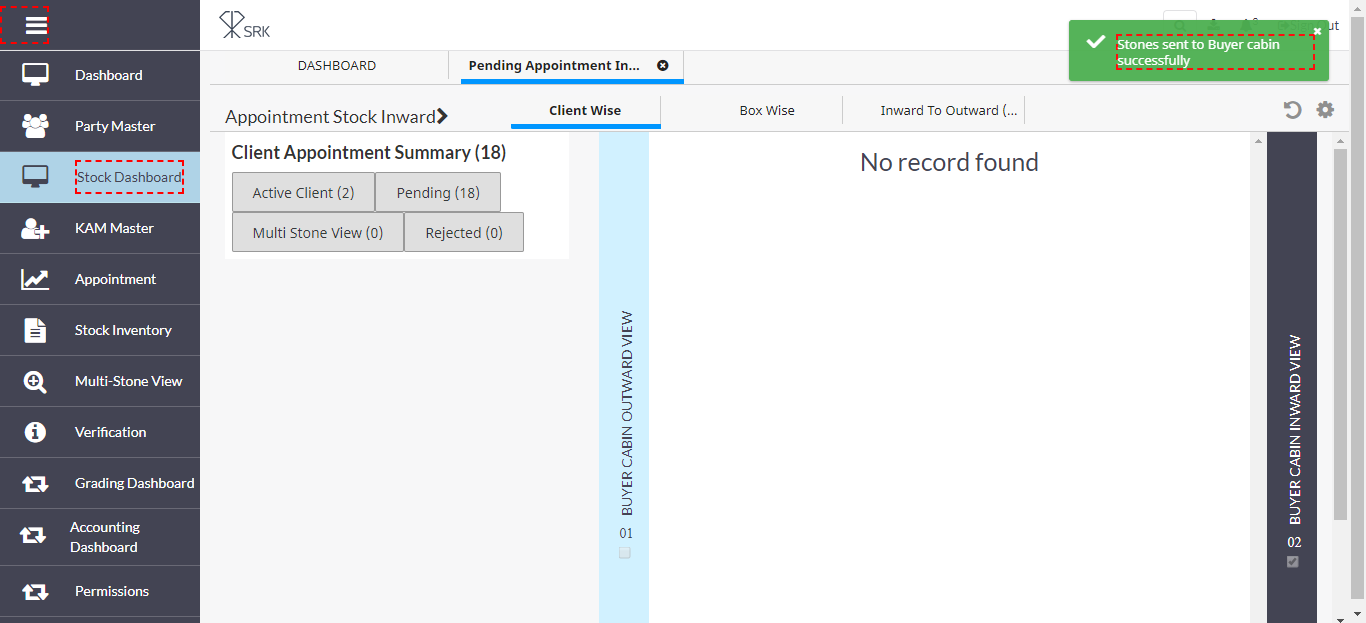 SRK
Stones sent to Buyer cabin
successfully
DASHBOARD
Pending Appointment In...
Appointment Stock Inward
Client Wise
Box Wise
Inward To Outward (...
Dashboard
Party Master
Stock Dashboard
KAM Master
Appointment
Stock Inventory
Multi-Stone View
Verification
Grading Dashboard
Accounting
Dashboard
Permissions
Client Appointment Summary (18)
Active Client (2)
Pending (18)
Multi Stone View (0)
Rejected (0)
BUYER CABIN OUTWARD VIEW
01
No record found
BUYER CABIN INWARD VIEW
02